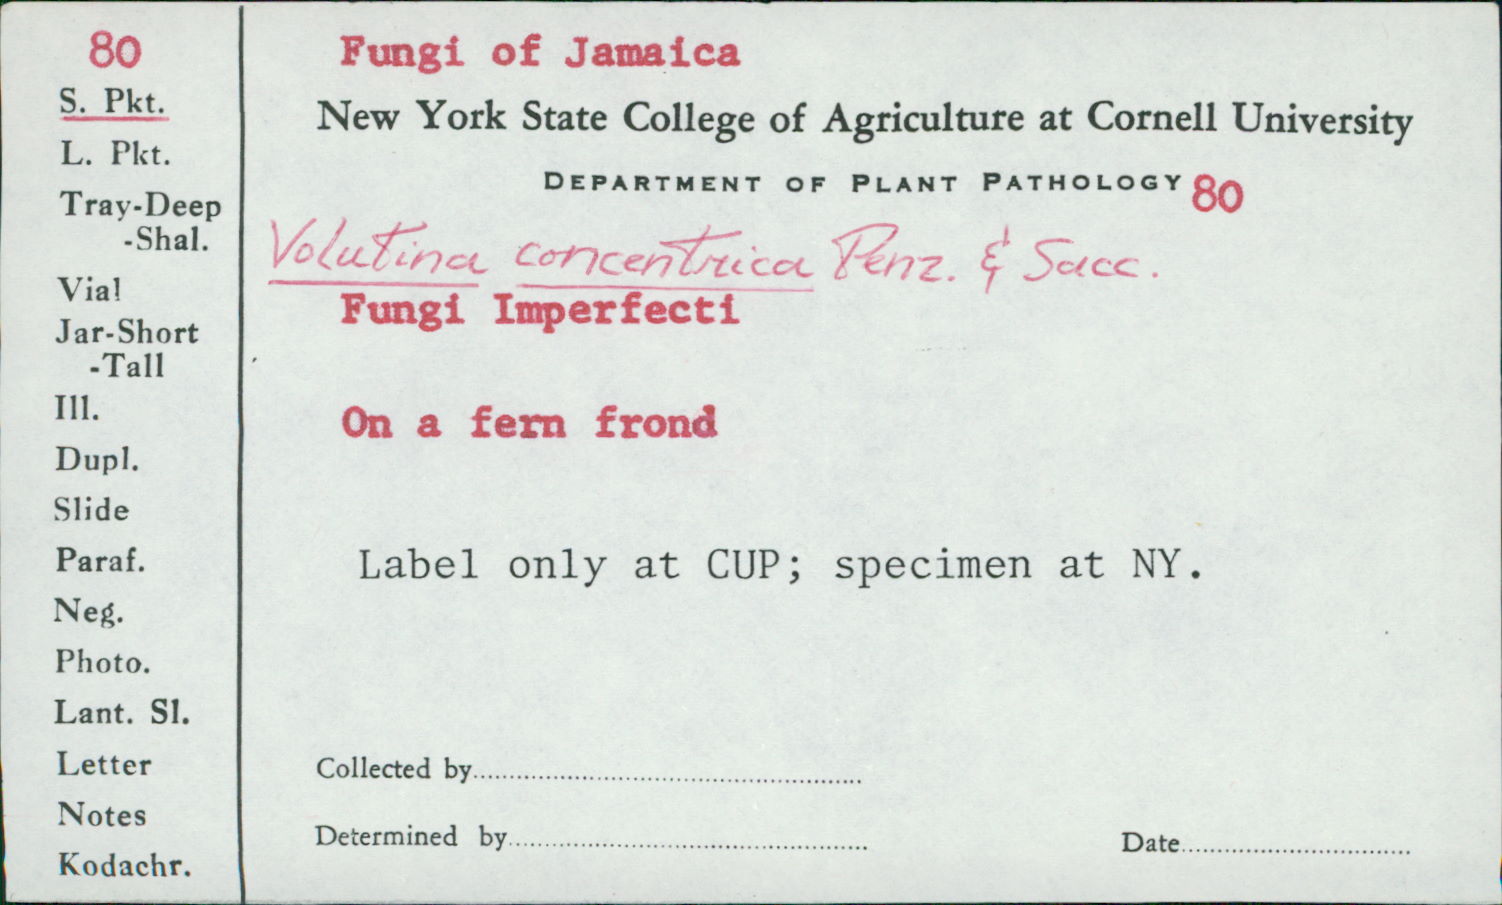 80
S. Pkt.
L. Pkt.
Tray-Deep
-Shal.
Vial
Jar-Short
-Tall
Ill.
Dupl.
Slide
Paraf.
Neg.
Photo.
Lant. Sl.
Letter
Notes
Kodachr.
Fungi of Jamaica
New York State College of Agriculture at Cornell University
DEPARTMENT OF PLANT PATHOLOGY 80
Volutina concentrica Penz. & Sacc.
Fungi Imperfecti
On a fern frond
Label only at CUP; specimen at NY.
Collected by
Determined by
Date